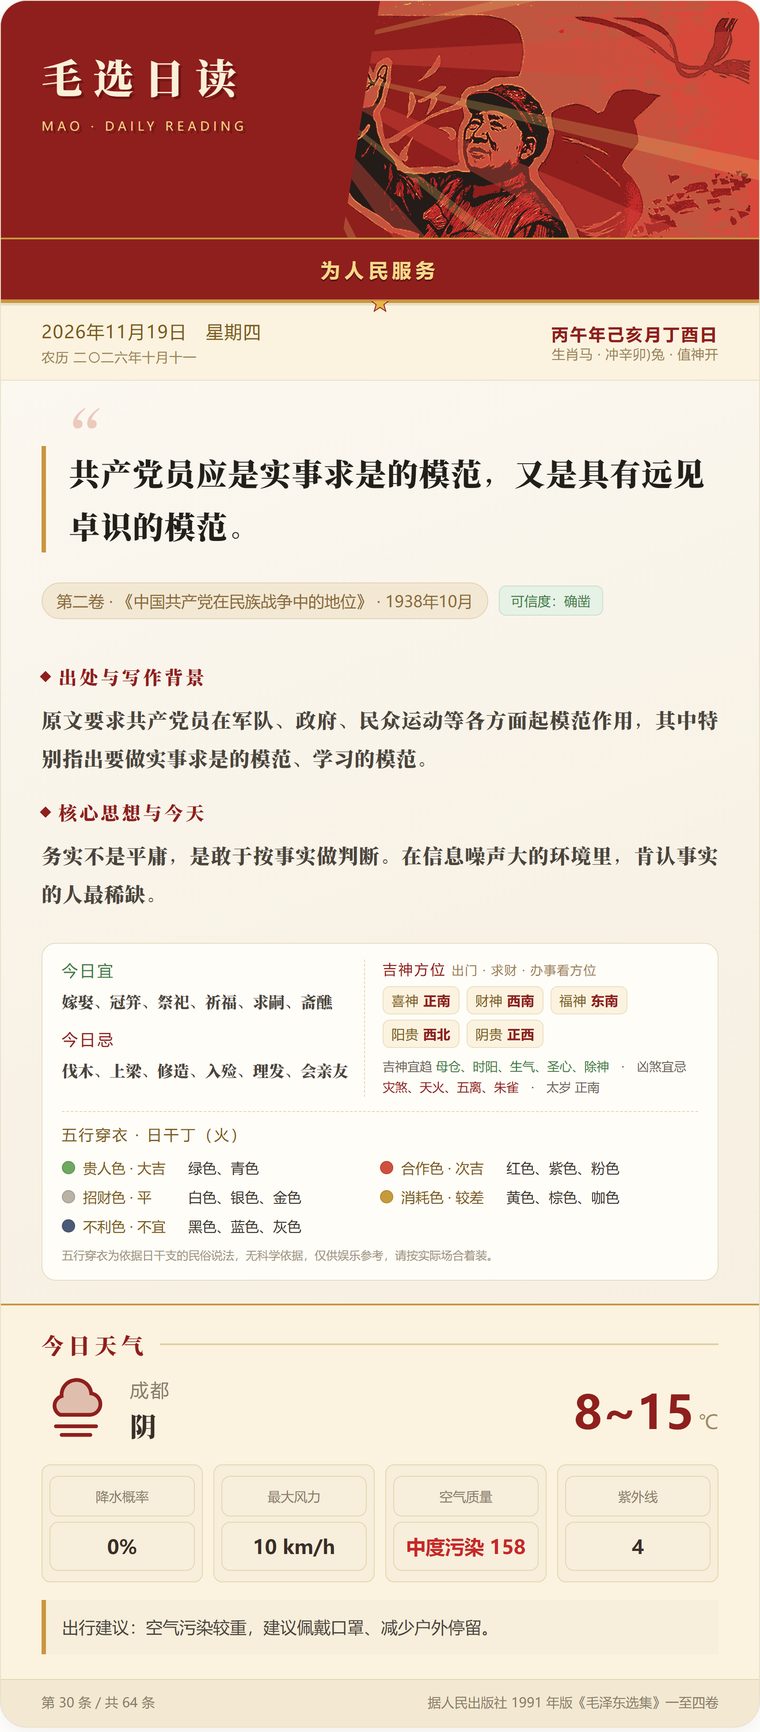 毛选日读
MAO · DAILY READING
为人民服务
2026年11月19日 星期四
农历 二〇二六年十月十一
丙午年己亥月丁酉日
生肖马 · 冲辛卯)兔 · 值神开
“
共产党员应是实事求是的模范，又是具有远见
卓识的模范。
第二卷 · 《中国共产党在民族战争中的地位》 · 1938年10月
可信度：确凿
出处与写作背景
原文要求共产党员在军队、政府、民众运动等各方面起模范作用，其中特
别指出要做实事求是的模范、学习的模范。
核心思想与今天
务实不是平庸，是敢于按事实做判断。在信息噪声大的环境里，肯认事实
的人最稀缺。
今日宜
嫁娶、冠笄、祭祀、祈福、求嗣、斋醮
今日忌
伐木、上梁、修造、入殓、理发、会亲友
吉神方位 出门 · 求财 · 办事看方位
喜神 正南 财神 西南 福神 东南
阳贵 西北 阴贵 正西
吉神宜趋 母仓、时阳、生气、圣心、除神 · 凶煞宜忌
灾煞、天火、五离、朱雀 · 太岁 正南
五行穿衣 · 日干丁（火）
贵人色 · 大吉 绿色、青色
合作色 · 次吉 红色、紫色、粉色
招财色 · 平 白色、银色、金色
消耗色 · 较差 黄色、棕色、咖色
不利色 · 不宜 黑色、蓝色、灰色
五行穿衣为依据日干支的民俗说法，无科学依据，仅供娱乐参考，请按实际场合着装。
今日天气
成都
阴
8~15 ℃
降水概率
0%
最大风力
10 km/h
空气质量
中度污染 158
紫外线
4
出行建议：空气污染较重，建议佩戴口罩、减少户外停留。
第 30 条 / 共 64 条
据人民出版社 1991 年版《毛泽东选集》一至四卷